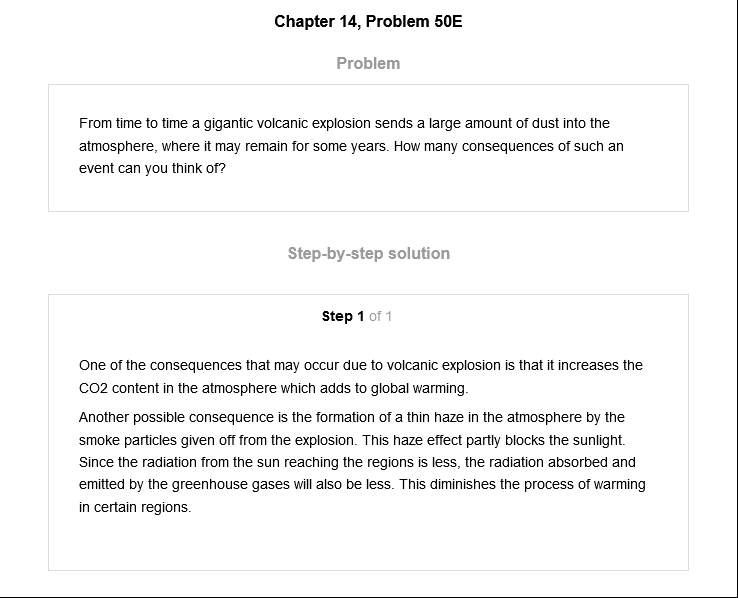 Chapter 14, Problem 50E
Problem
From time to time a gigantic volcanic explosion sends a large amount of dust into the
atmosphere, where it may remain for some years. How many consequences of such an
event can you think of?
Step-by-step solution
Step 1 of 1
One of the consequences that may occur due to volcanic explosion is that it increases the
CO2 content in the atmosphere which adds to global warming.
Another possible consequence is the formation of a thin haze in the atmosphere by the
smoke particles given off from the explosion. This haze effect partly blocks the sunlight.
Since the radiation from the sun reaching the regions is less, the radiation absorbed and
emitted by the greenhouse gases will also be less. This diminishes the process of warming
in certain regions.